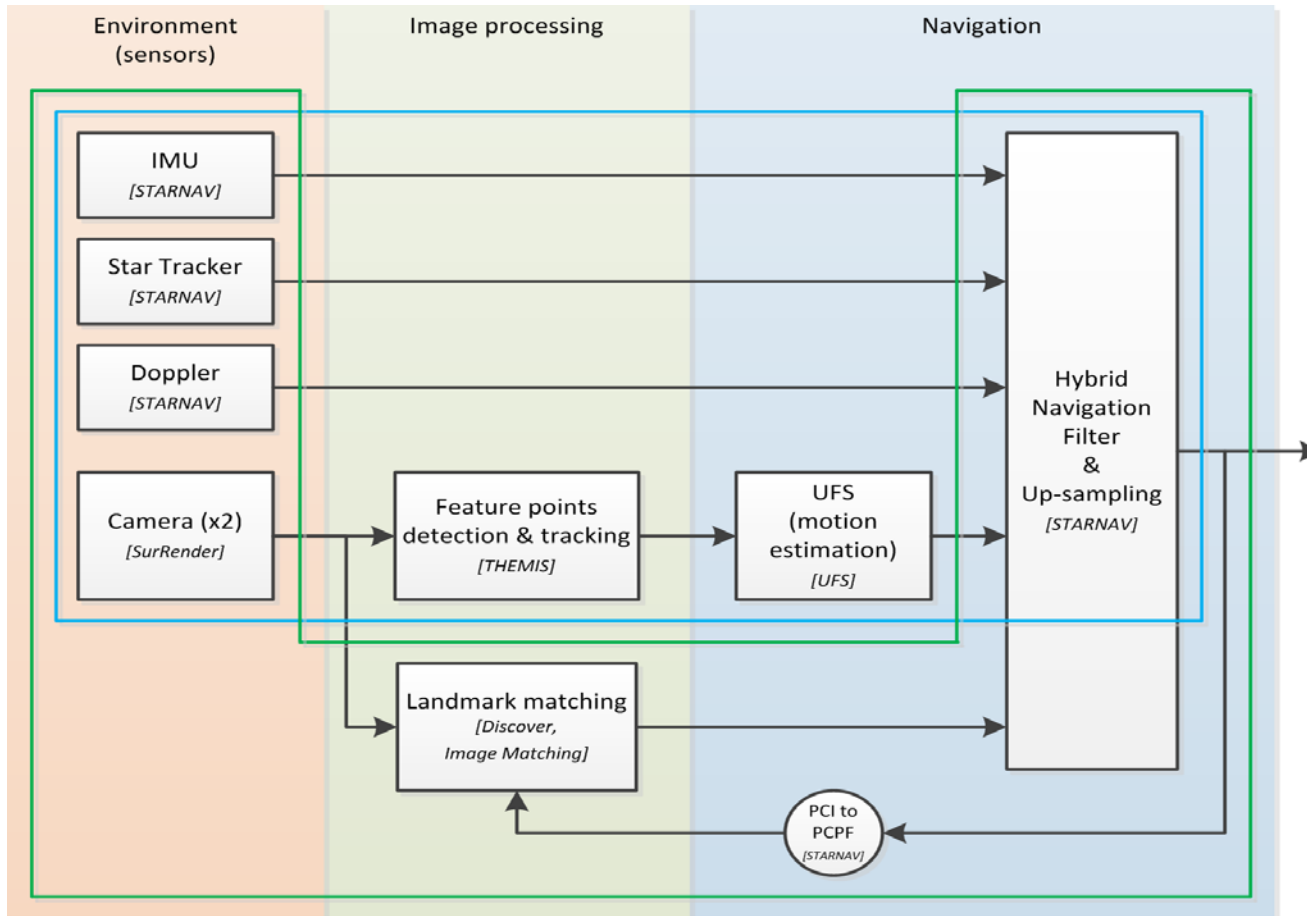 Environment
(sensors)
Image processing
Navigation
IMU
[STARNAV]
Star Tracker
[STARNAV]
Doppler
[STARNAV]
Camera (x2)
[SurRender]
Feature points
detection & tracking
[THEMIS]
UFS
(motion
estimation)
[UFS]
Hybrid
Navigation
Filter
&
Up-sampling
[STARNAV]
Landmark matching
[Discover,
Image Matching]
PCI to
PCPF
[STARNAV]